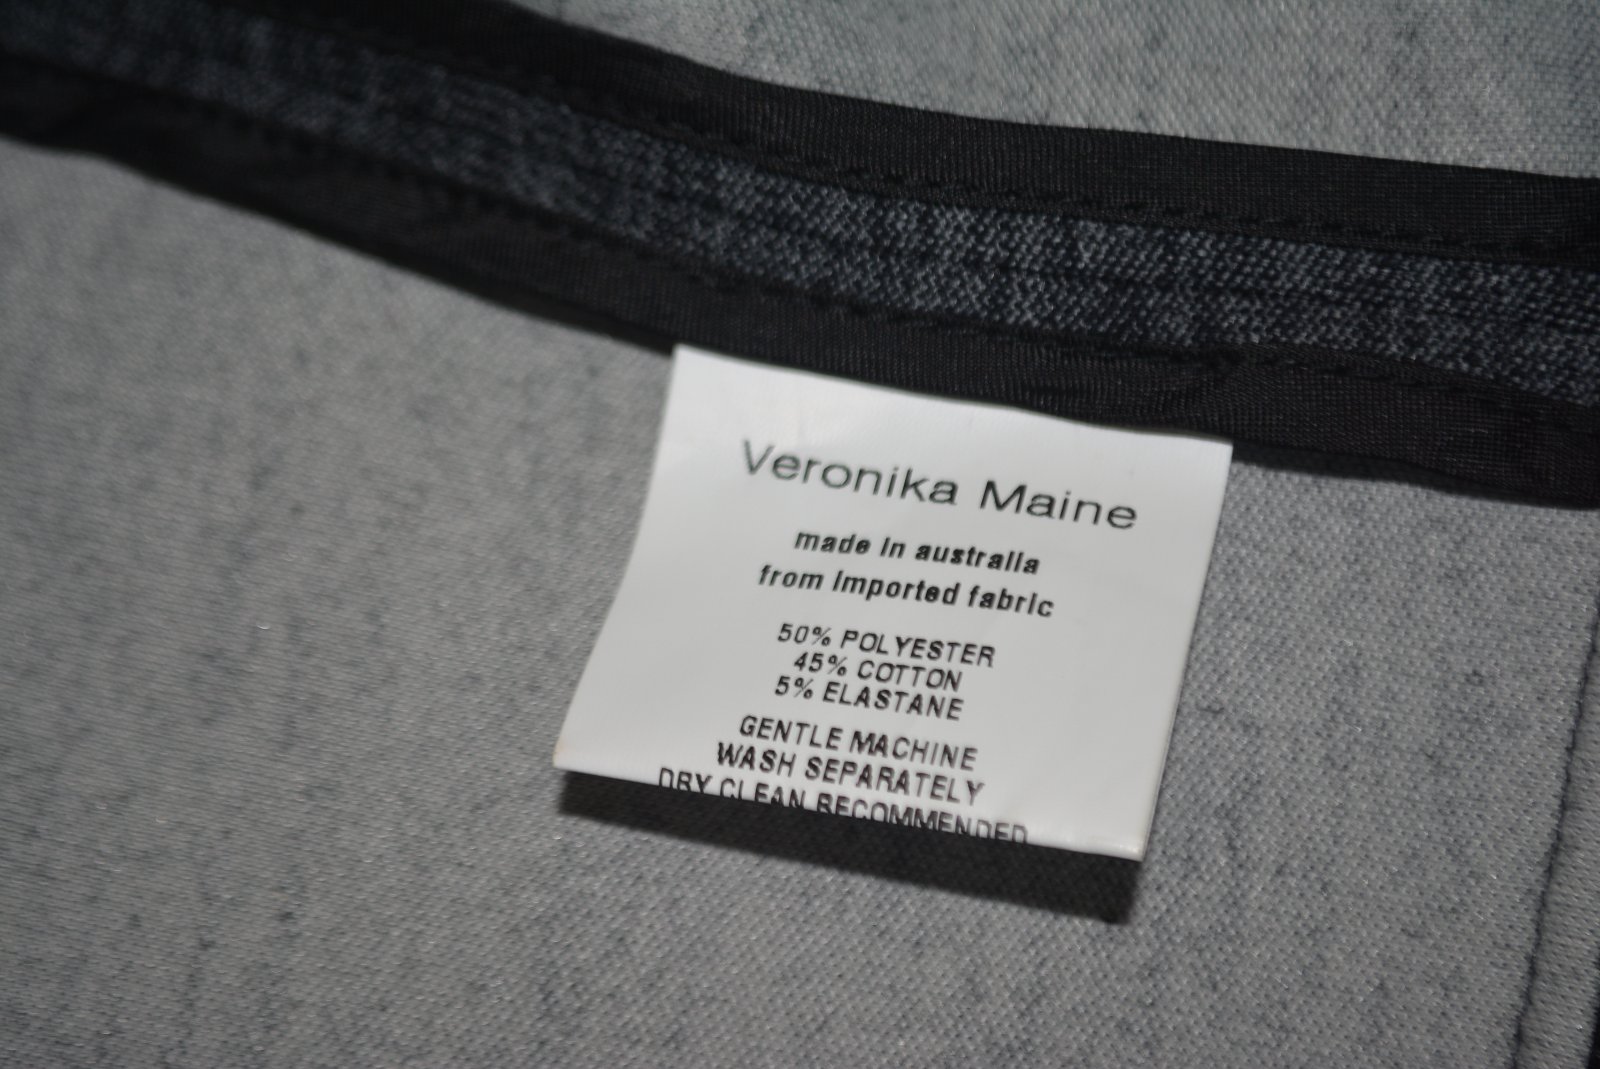 Veronika Maine
made in australia
from imported fabric
50% POLYESTER
45% COTTON
5% ELASTANE
GENTLE MACHINE
WASH SEPARATELY
DRY CLEAN RECOMMENDED